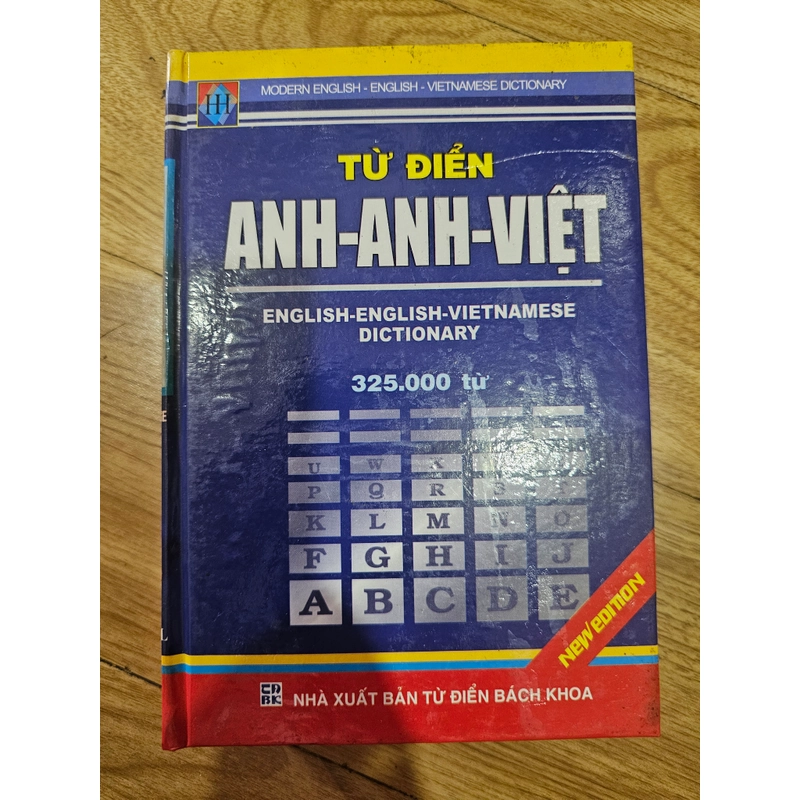 HH
MODERN ENGLISH - ENGLISH - VIETNAMESE DICTIONARY
TỪ ĐIỂN
ANH-ANH-VIỆT
ENGLISH-ENGLISH-VIETNAMESE
DICTIONARY
325.000 từ
U W X
P Q R S T
K L M N O
F G H I J
A B C D E
NEW EDITION
NHÀ XUẤT BẢN TỪ ĐIỂN BÁCH KHOA